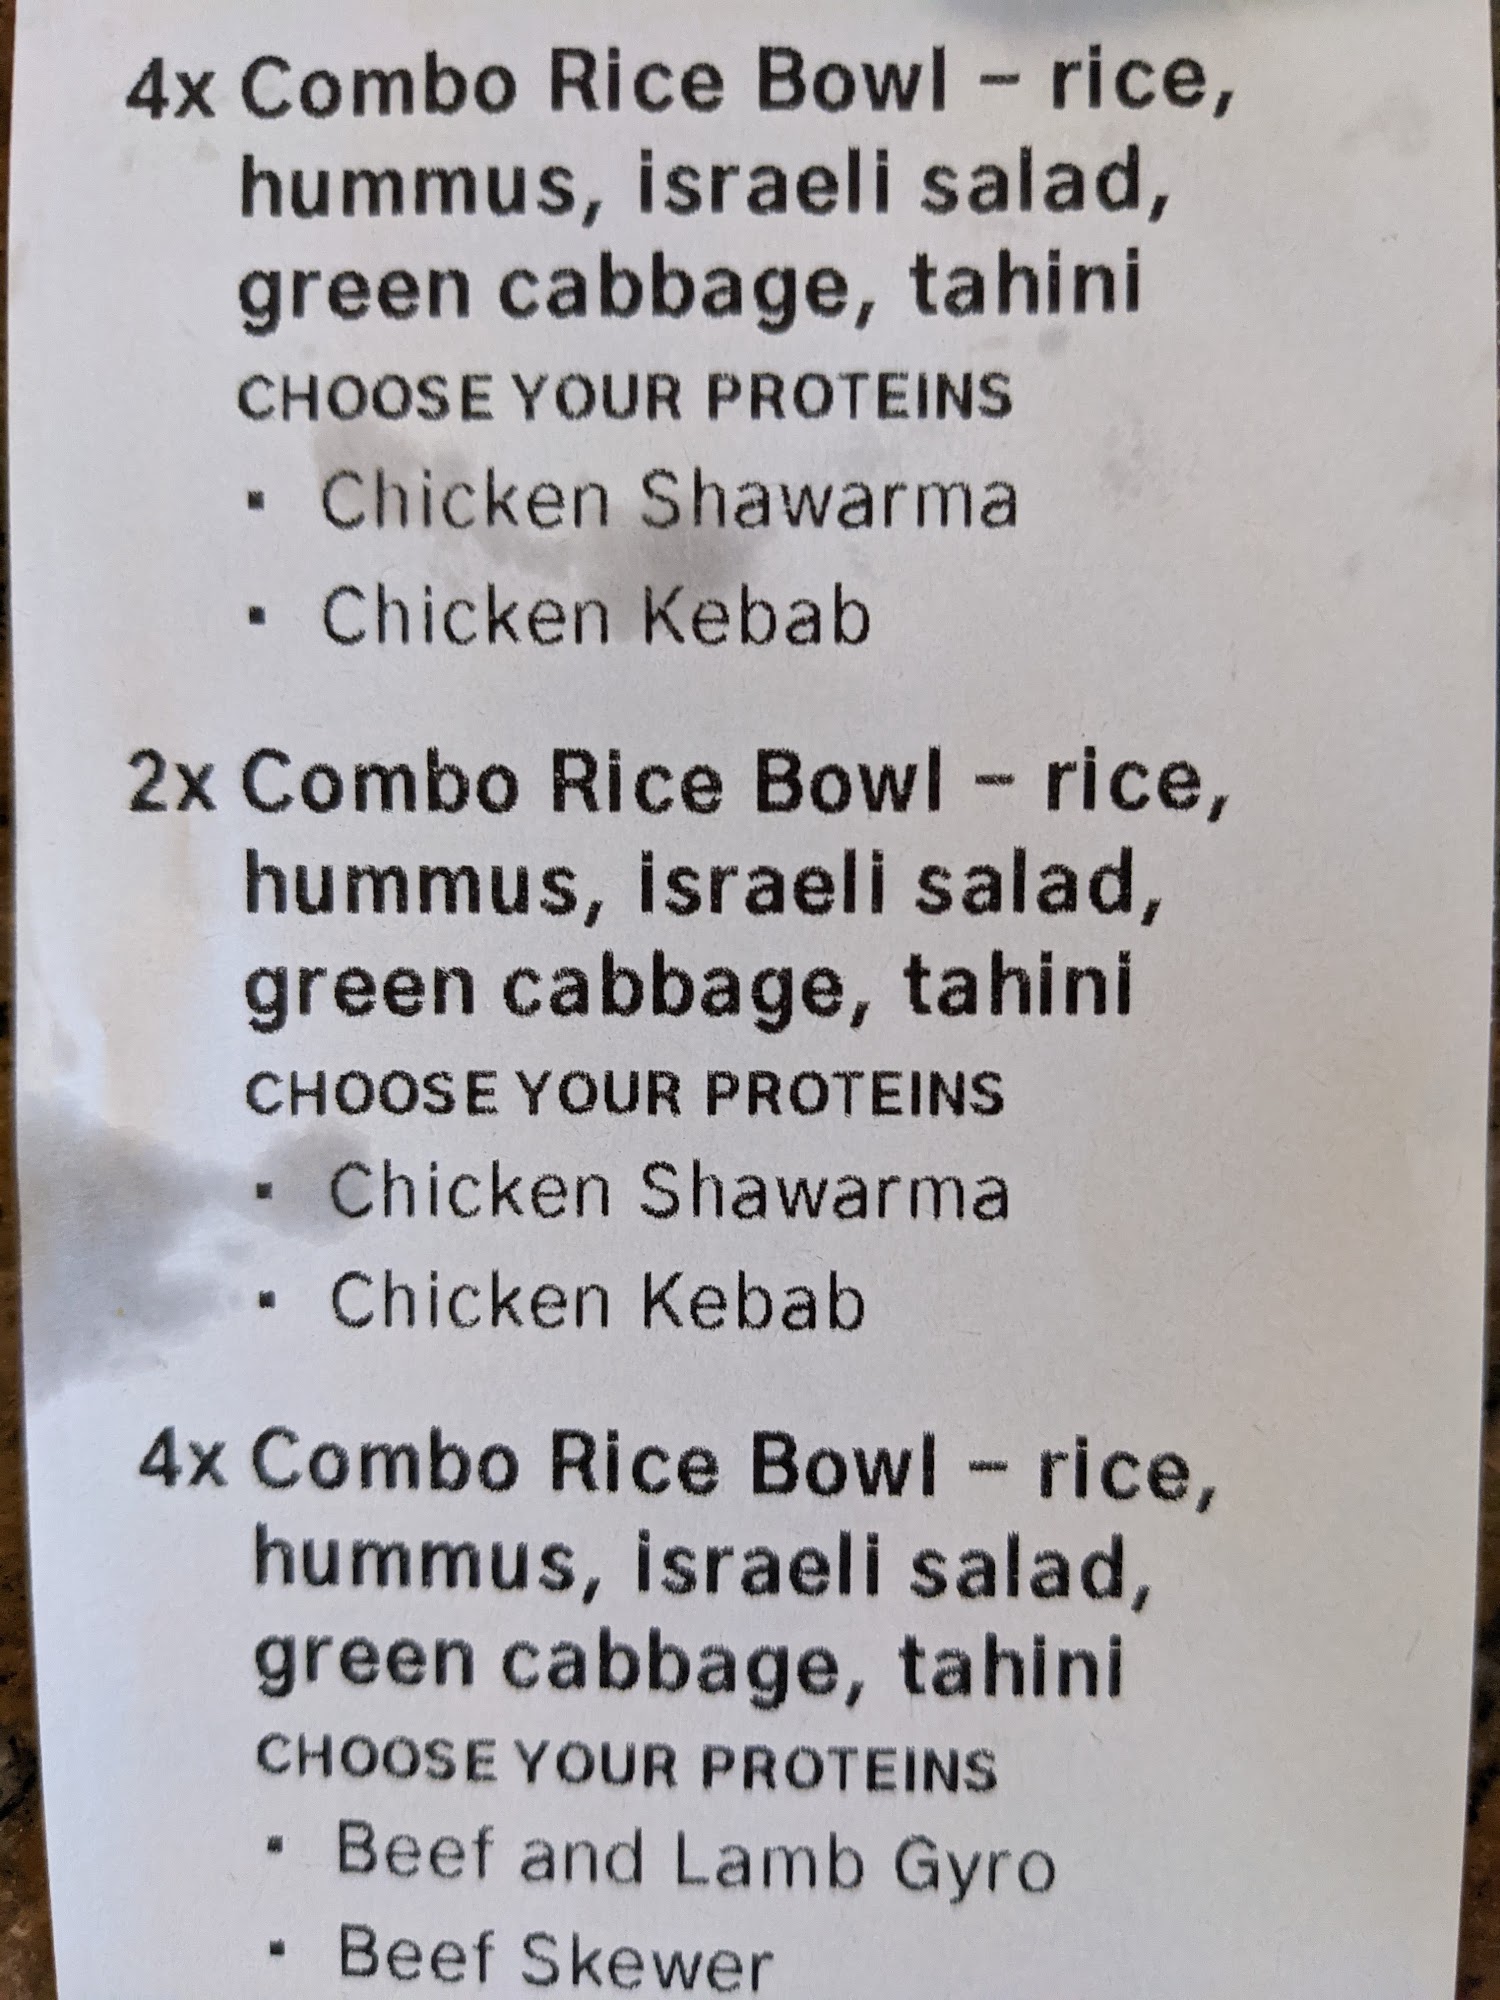 4x Combo Rice Bowl – rice,
hummus, israeli salad,
green cabbage, tahini
CHOOSE YOUR PROTEINS
▪ Chicken Shawarma
▪ Chicken Kebab
2x Combo Rice Bowl – rice,
hummus, israeli salad,
green cabbage, tahini
CHOOSE YOUR PROTEINS
▪ Chicken Shawarma
▪ Chicken Kebab
4x Combo Rice Bowl – rice,
hummus, israeli salad,
green cabbage, tahini
CHOOSE YOUR PROTEINS
▪ Beef and Lamb Gyro
▪ Beef Skewer